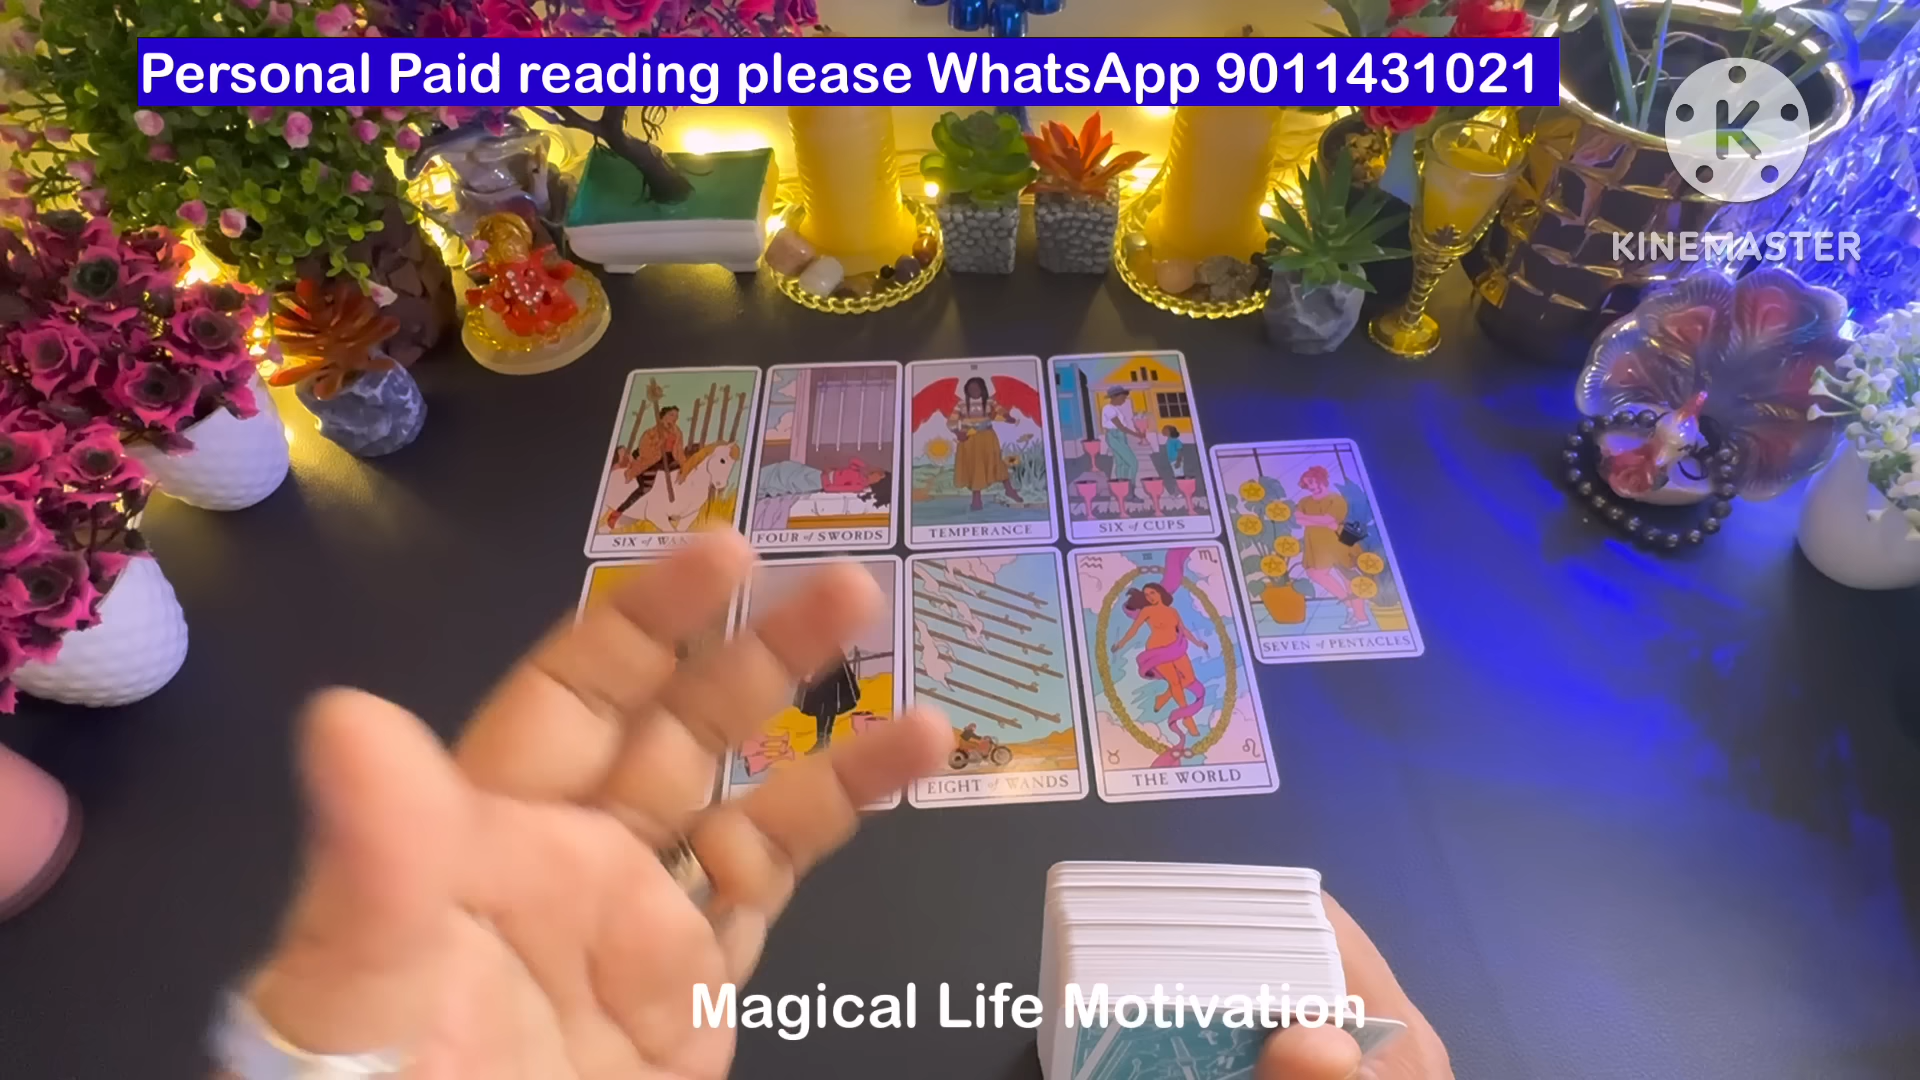 Personal Paid reading please WhatsApp 9011431021
K
KINEMASTER
SIX of WANDS
FOUR of SWORDS
TEMPERANCE
SIX of CUPS
SEVEN of PENTACLES
EIGHT of WANDS
THE WORLD
Magical Life Motivation